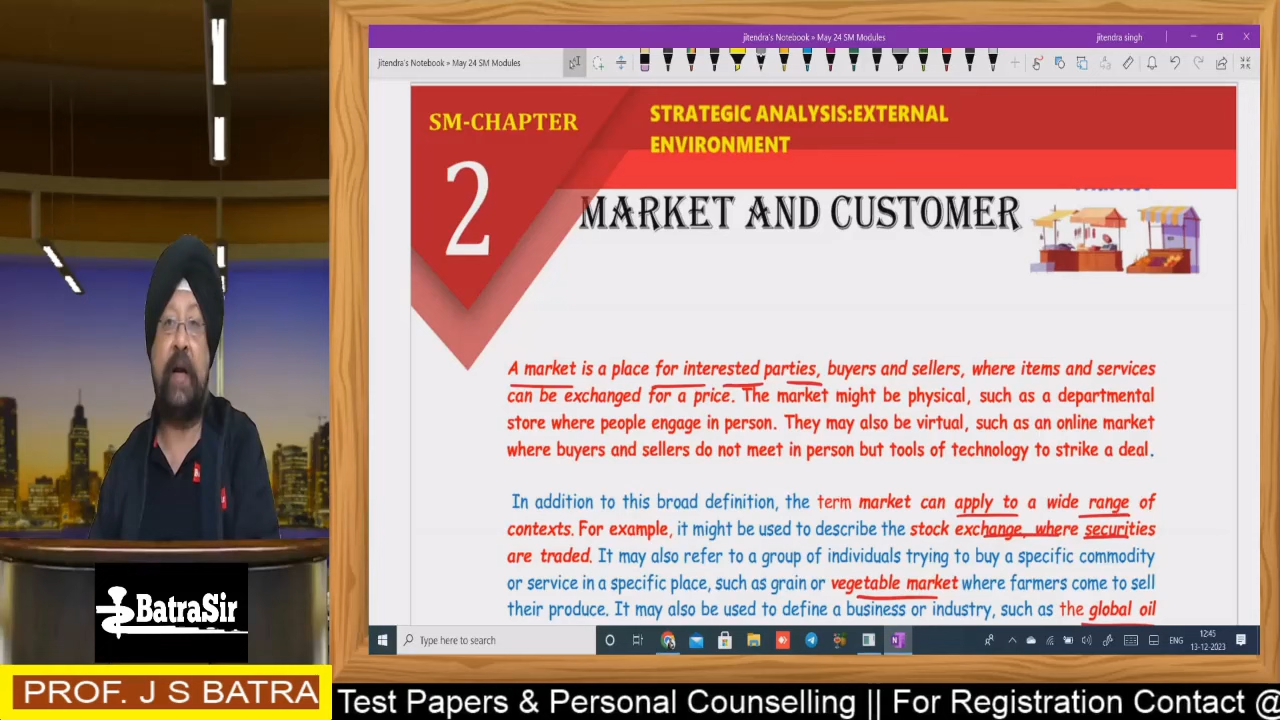 jitendra's Notebook » May 24 SM Modules
jitendra singh
jitendra's Notebook » May 24 SM Modules
SM-CHAPTER
2
STRATEGIC ANALYSIS:EXTERNAL
ENVIRONMENT
MARKET AND CUSTOMER
A market is a place for interested parties, buyers and sellers, where items and services
can be exchanged for a price. The market might be physical, such as a departmental
store where people engage in person. They may also be virtual, such as an online market
where buyers and sellers do not meet in person but tools of technology to strike a deal.
In addition to this broad definition, the term market can apply to a wide range of
contexts. For example, it might be used to describe the stock exchange, where securities
are traded. It may also refer to a group of individuals trying to buy a specific commodity
or service in a specific place, such as grain or vegetable market where farmers come to sell
their produce. It may also be used to define a business or industry, such as the global oil
Type here to search
ENG
12:45
13-12-2023
BatraSir
PROF. J S BATRA
Test Papers & Personal Counselling || For Registration Contact @